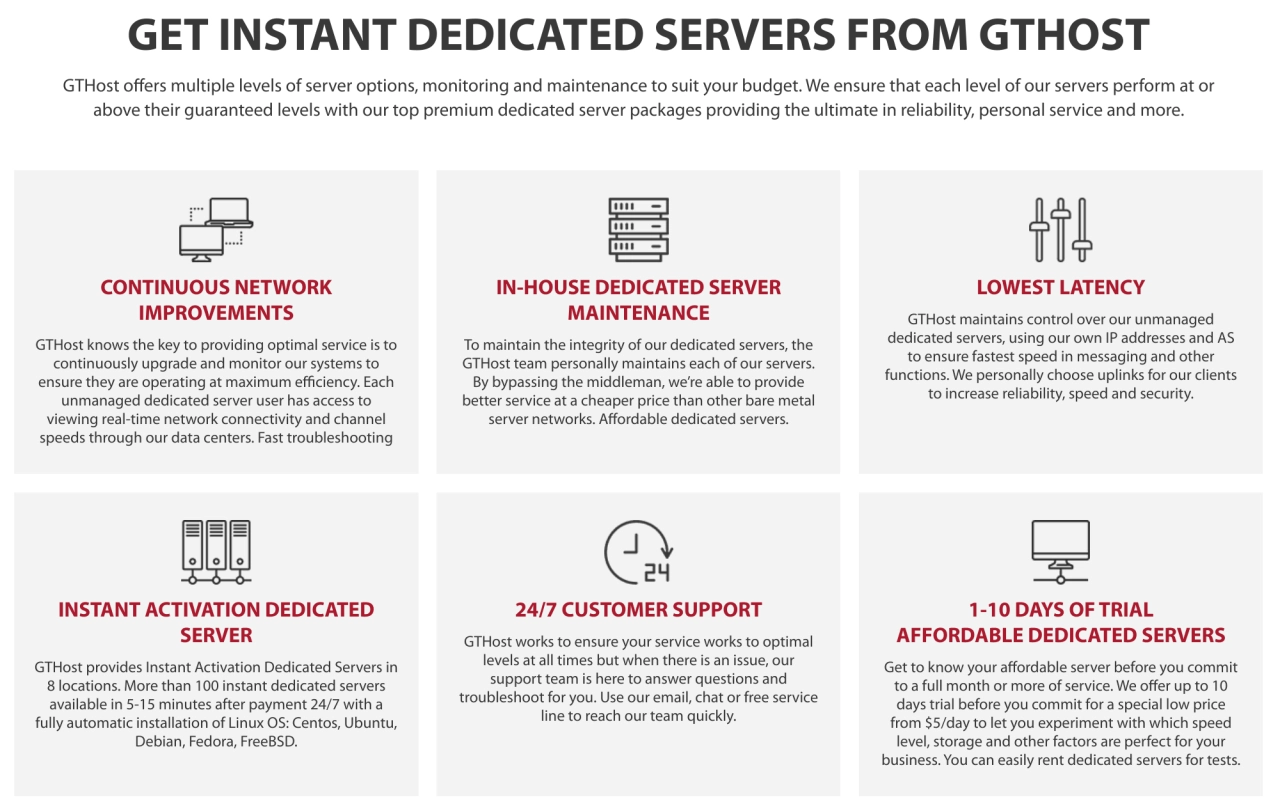 GET INSTANT DEDICATED SERVERS FROM GTHOST
GTHost offers multiple levels of server options, monitoring and maintenance to suit your budget. We ensure that each level of our servers perform at or
above their guaranteed levels with our top premium dedicated server packages providing the ultimate in reliability, personal service and more.
CONTINUOUS NETWORK
IMPROVEMENTS
GTHost knows the key to providing optimal service is to
continuously upgrade and monitor our systems to
ensure they are operating at maximum efficiency. Each
unmanaged dedicated server user has access to
viewing real-time network connectivity and channel
speeds through our data centers. Fast troubleshooting
IN-HOUSE DEDICATED SERVER
MAINTENANCE
To maintain the integrity of our dedicated servers, the
GTHost team personally maintains each of our servers.
By bypassing the middleman, we're able to provide
better service at a cheaper price than other bare metal
server networks. Affordable dedicated servers.
LOWEST LATENCY
GTHost maintains control over our unmanaged
dedicated servers, using our own IP addresses and AS
to ensure fastest speed in messaging and other
functions. We personally choose uplinks for our clients
to increase reliability, speed and security.
INSTANT ACTIVATION DEDICATED
SERVER
GTHost provides Instant Activation Dedicated Servers in
8 locations. More than 100 instant dedicated servers
available in 5-15 minutes after payment 24/7 with a
fully automatic installation of Linux OS: Centos, Ubuntu,
Debian, Fedora, FreeBSD.
24
24/7 CUSTOMER SUPPORT
GTHost works to ensure your service works to optimal
levels at all times but when there is an issue, our
support team is here to answer questions and
troubleshoot for you. Use our email, chat or free service
line to reach our team quickly.
1-10 DAYS OF TRIAL
AFFORDABLE DEDICATED SERVERS
Get to know your affordable server before you commit
to a full month or more of service. We offer up to 10
days trial before you commit for a special low price
from $5/day to let you experiment with which speed
level, storage and other factors are perfect for your
business. You can easily rent dedicated servers for tests.